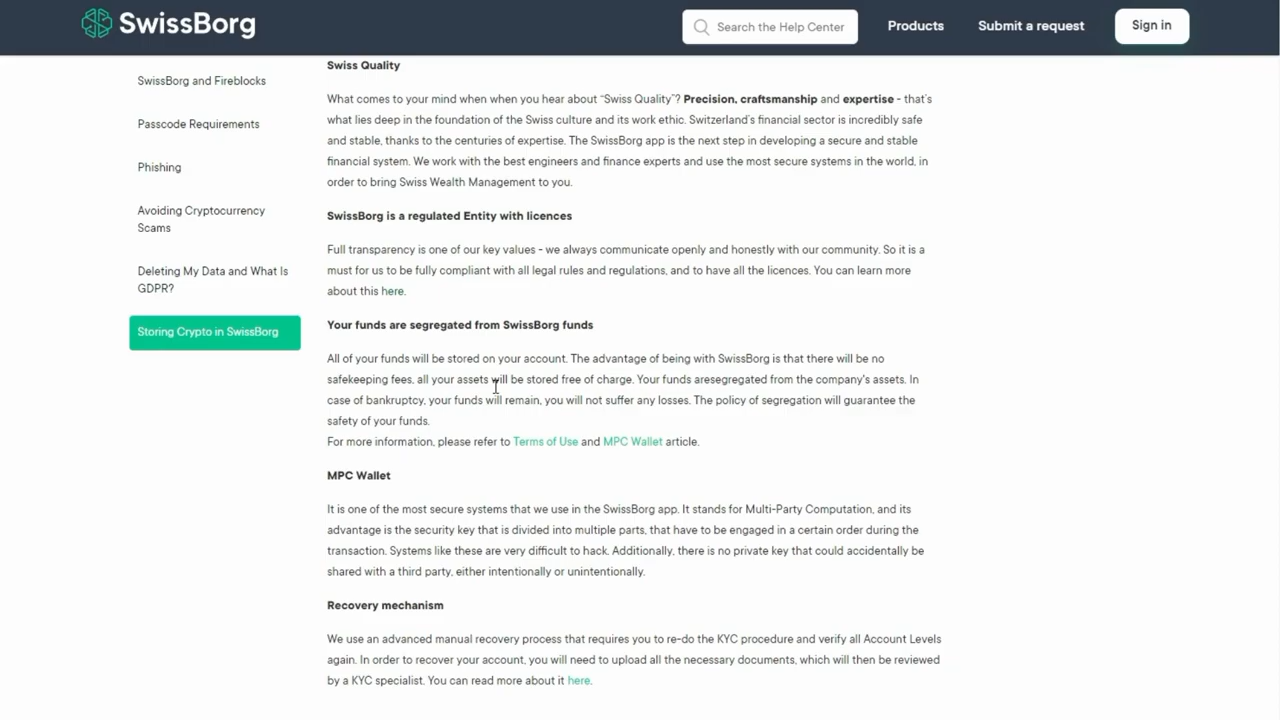 SwissBorg
Search the Help Center
Products
Submit a request
Sign in
SwissBorg and Fireblocks
Passcode Requirements
Phishing
Avoiding Cryptocurrency
Scams
Deleting My Data and What Is
GDPR?
Storing Crypto in SwissBorg
Swiss Quality
What comes to your mind when when you hear about “Swiss Quality”? Precision, craftsmanship and expertise - that's
what lies deep in the foundation of the Swiss culture and its work ethic. Switzerland's financial sector is incredibly safe
and stable, thanks to the centuries of expertise. The SwissBorg app is the next step in developing a secure and stable
financial system. We work with the best engineers and finance experts and use the most secure systems in the world, in
order to bring Swiss Wealth Management to you.
SwissBorg is a regulated Entity with licences
Full transparency is one of our key values - we always communicate openly and honestly with our community. So it is a
must for us to be fully compliant with all legal rules and regulations, and to have all the licences. You can learn more
about this here.
Your funds are segregated from SwissBorg funds
All of your funds will be stored on your account. The advantage of being with SwissBorg is that there will be no
safekeeping fees, all your assets will be stored free of charge. Your funds aresegregated from the company's assets. In
case of bankruptcy, your funds will remain, you will not suffer any losses. The policy of segregation will guarantee the
safety of your funds.
For more information, please refer to Terms of Use and MPC Wallet article.
MPC Wallet
It is one of the most secure systems that we use in the SwissBorg app. It stands for Multi-Party Computation, and its
advantage is the security key that is divided into multiple parts, that have to be engaged in a certain order during the
transaction. Systems like these are very difficult to hack. Additionally, there is no private key that could accidentally be
shared with a third party, either intentionally or unintentionally.
Recovery mechanism
We use an advanced manual recovery process that requires you to re-do the KYC procedure and verify all Account Levels
again. In order to recover your account, you will need to upload all the necessary documents, which will then be reviewed
by a KYC specialist. You can read more about it here.